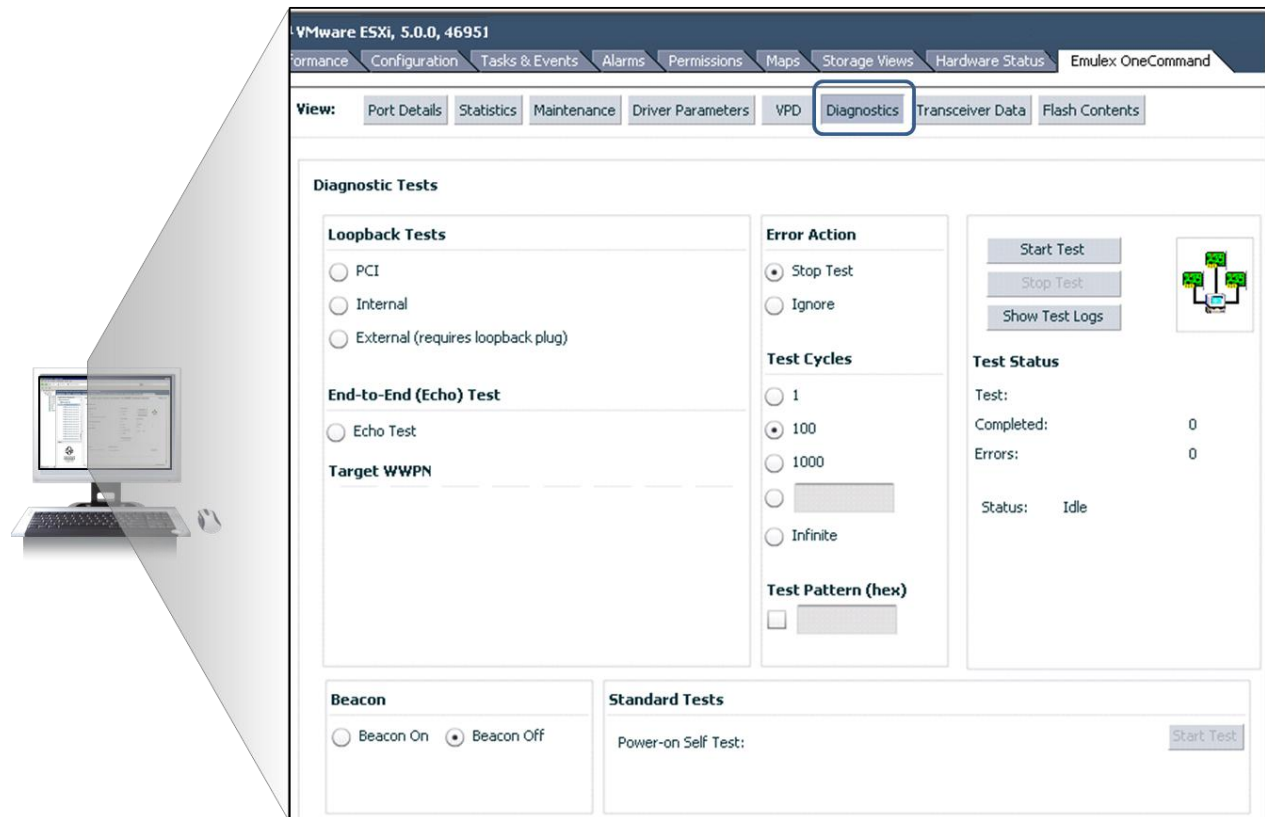 VMware ESXi, 5.0.0, 46951
formance Configuration Tasks & Events Alarms Permissions Maps Storage Views Hardware Status Emulex OneCommand
View: Port Details Statistics Maintenance Driver Parameters VPD Diagnostics Transceiver Data Flash Contents
Diagnostic Tests
Loopback Tests
PCI
Internal
External (requires loopback plug)
End-to-End (Echo) Test
Echo Test
Target WWPN
Error Action
Stop Test
Ignore
Test Cycles
1
100
1000
Infinite
Test Pattern (hex)
Start Test
Stop Test
Show Test Logs
Test Status
Test:
Completed: 0
Errors: 0
Status: Idle
Beacon
Beacon On Beacon Off
Standard Tests
Power-on Self Test: Start Test